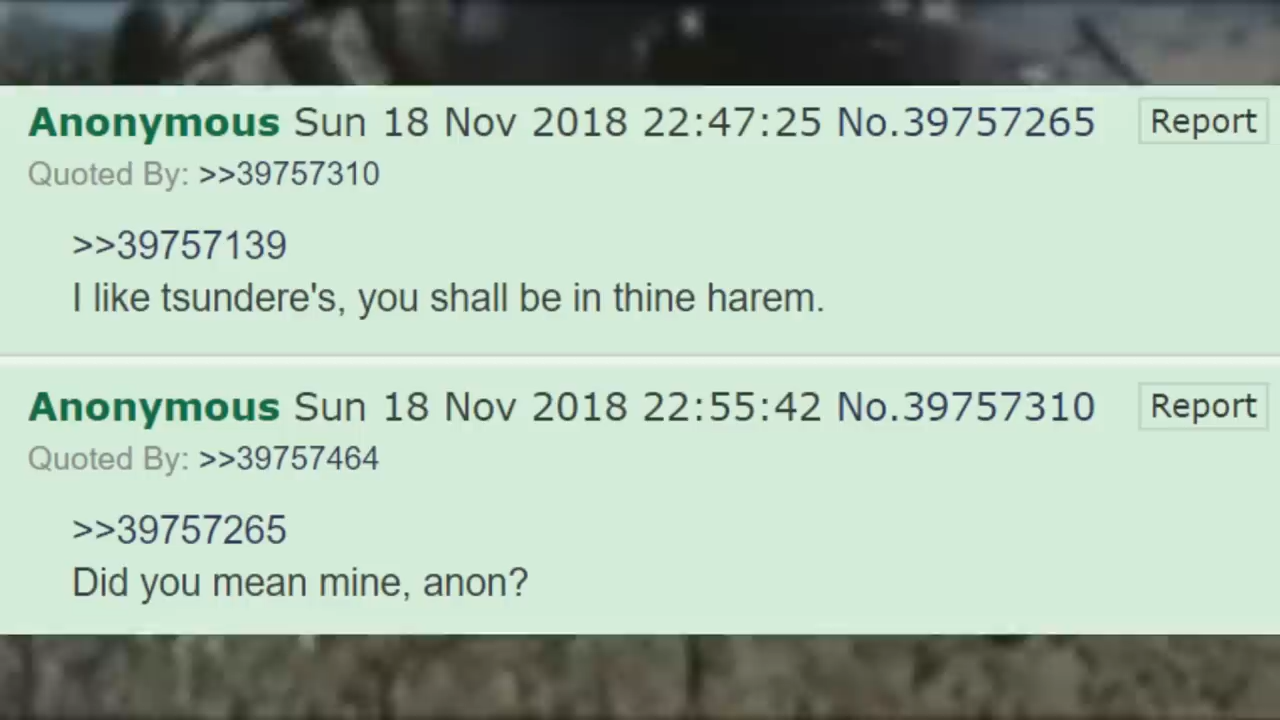 Anonymous Sun 18 Nov 2018 22:47:25 No.39757265 Report
Quoted By: >>39757310
>>39757139
I like tsundere's, you shall be in thine harem.
Anonymous Sun 18 Nov 2018 22:55:42 No.39757310 Report
Quoted By: >>39757464
>>39757265
Did you mean mine, anon?